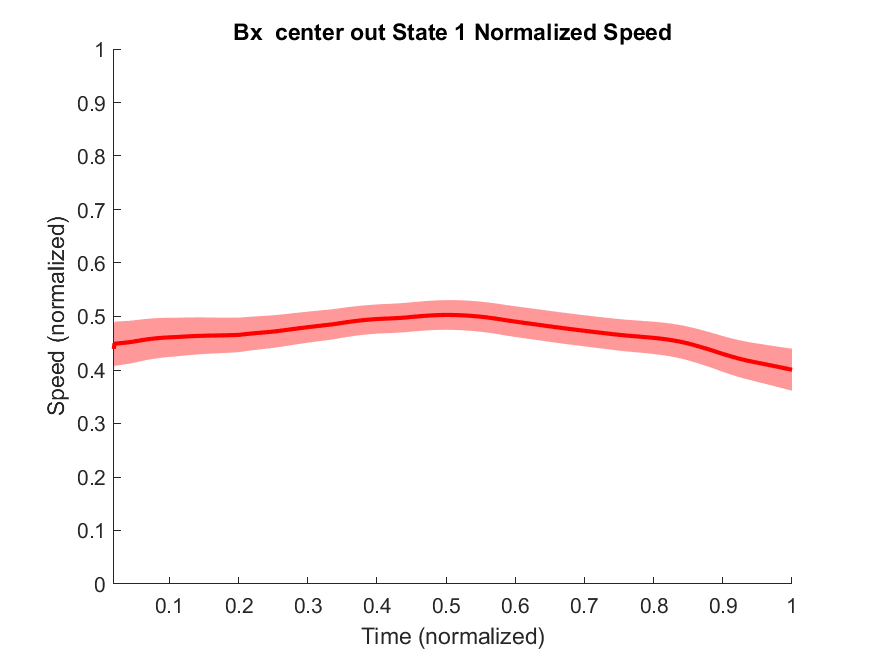 Bx  center out State 1 Normalized Speed
1
0.9
0.8
0.7
0.6
0.5
0.4
0.3
0.2
0.1
0
Speed (normalized)
0.1 0.2 0.3 0.4 0.5 0.6 0.7 0.8 0.9 1
Time (normalized)